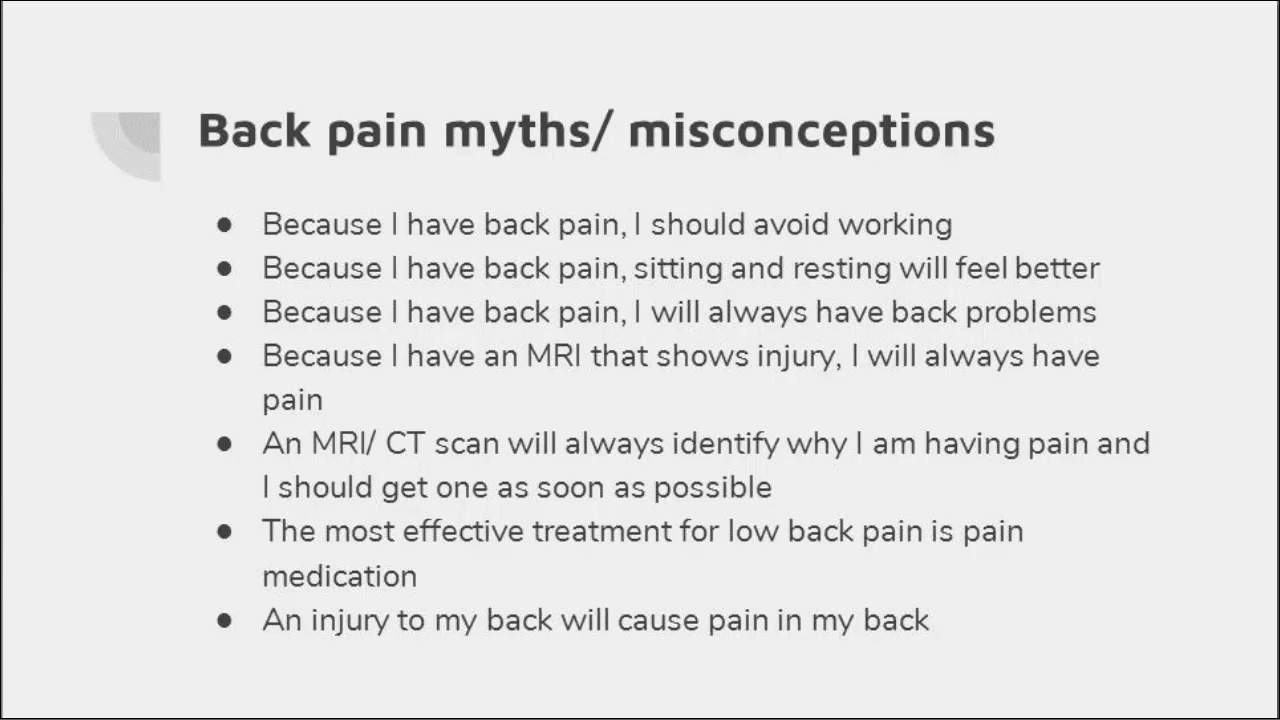 Back pain myths/ misconceptions
● Because I have back pain, I should avoid working
● Because I have back pain, sitting and resting will feel better
● Because I have back pain, I will always have back problems
● Because I have an MRI that shows injury, I will always have
pain
● An MRI/ CT scan will always identify why I am having pain and
I should get one as soon as possible
● The most effective treatment for low back pain is pain
medication
● An injury to my back will cause pain in my back